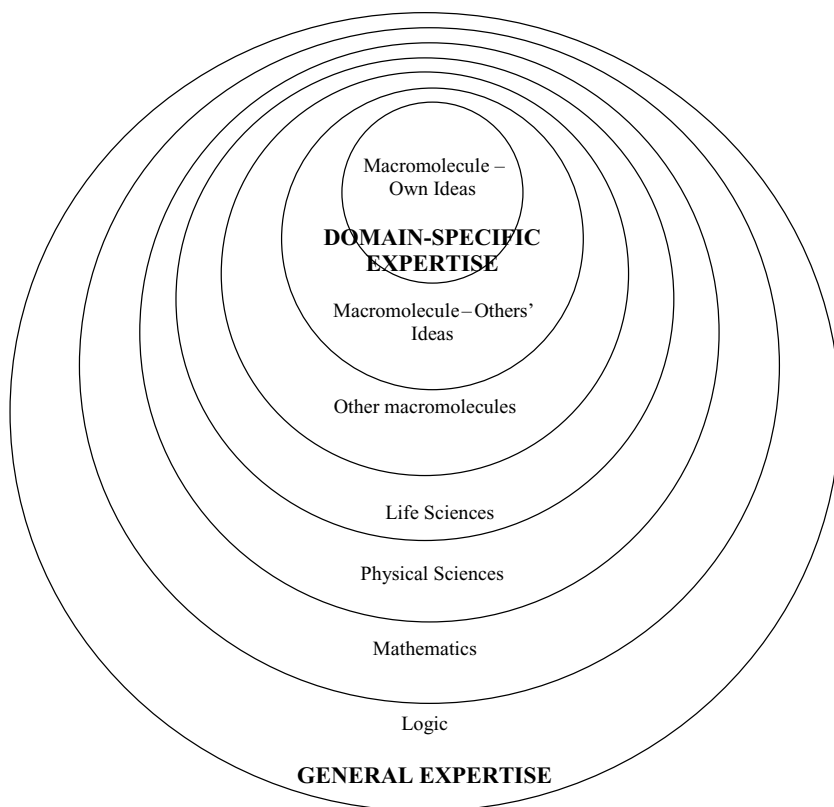 Macromolecule –
Own Ideas
DOMAIN-SPECIFIC
EXPERTISE
Macromolecule – Others’
Ideas
Other macromolecules
Life Sciences
Physical Sciences
Mathematics
Logic
GENERAL EXPERTISE